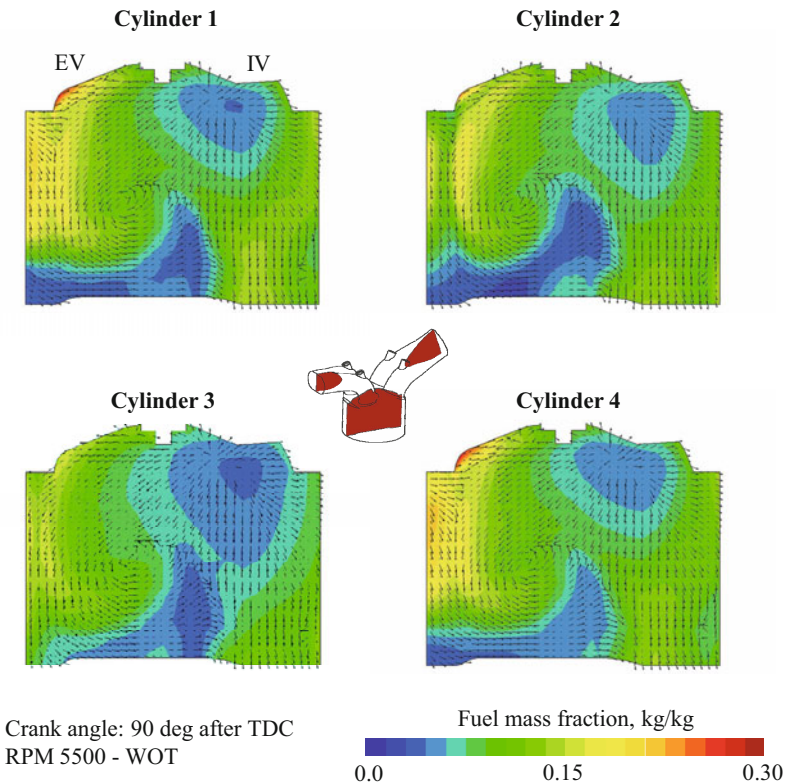 Cylinder 1
Cylinder 2
EV
IV
Cylinder 3
Cylinder 4
Crank angle: 90 deg after TDC
RPM 5500 - WOT
Fuel mass fraction, kg/kg
0.0
0.15
0.30